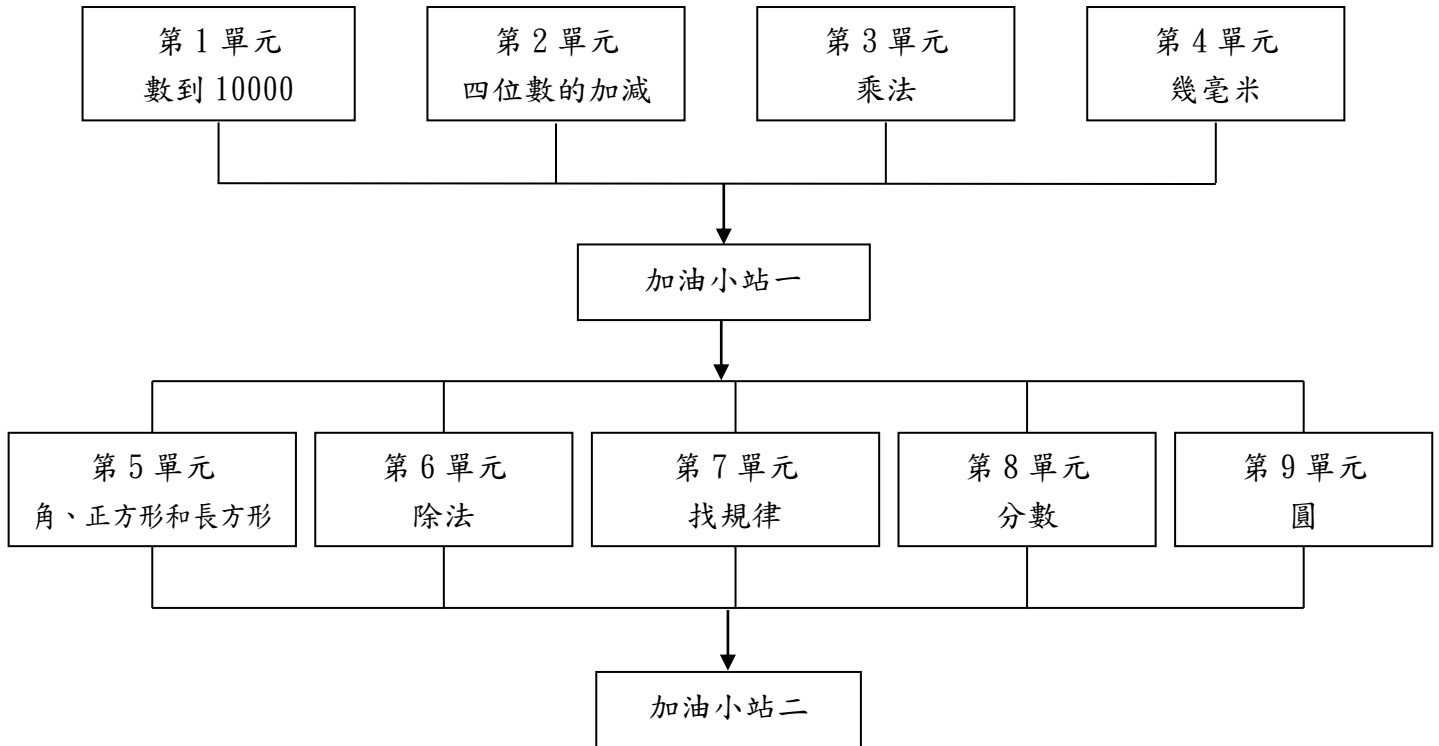 第 1 單元
數到 10000
第 2 單元
四位數的加減
第 3 單元
乘法
第 4 單元
幾毫米
加油小站一
第 5 單元
角、正方形和長方形
第 6 單元
除法
第 7 單元
找規律
第 8 單元
分數
第 9 單元
圓
加油小站二